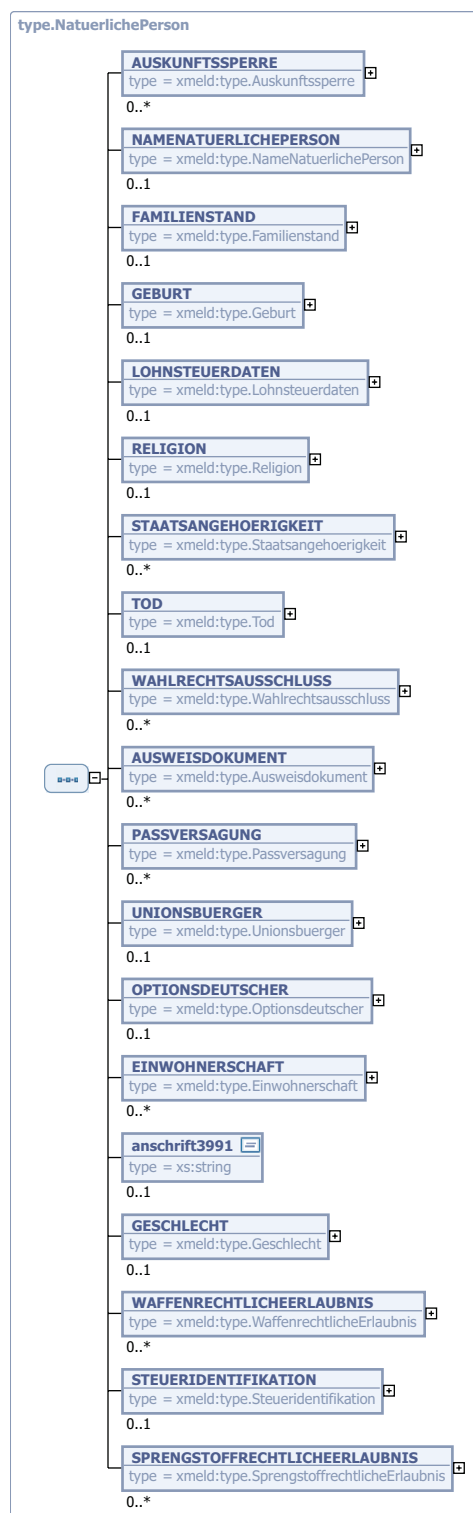 type.NatuerlichePerson
AUSKUNFTSSPERRE
type = xmeld:type.Auskunftssperre
0..*
NAMENATUERLICHEPERSON
type = xmeld:type.NameNatuerlichePerson
0..1
FAMILIENSTAND
type = xmeld:type.Familienstand
0..1
GEBURT
type = xmeld:type.Geburt
0..1
LOHNSTEUERDATEN
type = xmeld:type.Lohnsteuerdaten
0..1
RELIGION
type = xmeld:type.Religion
0..1
STAATSANGEHOERIGKEIT
type = xmeld:type.Staatsangehoerigkeit
0..*
TOD
type = xmeld:type.Tod
0..1
WAHLRECHTSAUSSCHLUSS
type = xmeld:type.Wahlrechtsausschluss
0..*
AUSWEISDOKUMENT
type = xmeld:type.Ausweisdokument
0..*
PASSVERSAGUNG
type = xmeld:type.Passversagung
0..*
UNIONSBUERGER
type = xmeld:type.Unionsbuerger
0..1
OPTIONSDEUTSCHER
type = xmeld:type.Optionsdeutscher
0..1
EINWOHNERSCHAFT
type = xmeld:type.Einwohnerschaft
0..*
anschrift3991
type = xs:string
0..1
GESCHLECHT
type = xmeld:type.Geschlecht
0..1
WAFFENRECHTLICHEERLAUBNIS
type = xmeld:type.WaffenrechtlicheErlaubnis
0..*
STEUERIDENTIFIKATION
type = xmeld:type.Steueridentifikation
0..1
SPRENGSTOFFRECHTLICHEERLAUBNIS
type = xmeld:type.SprengstoffrechtlicheErlaubnis
0..*